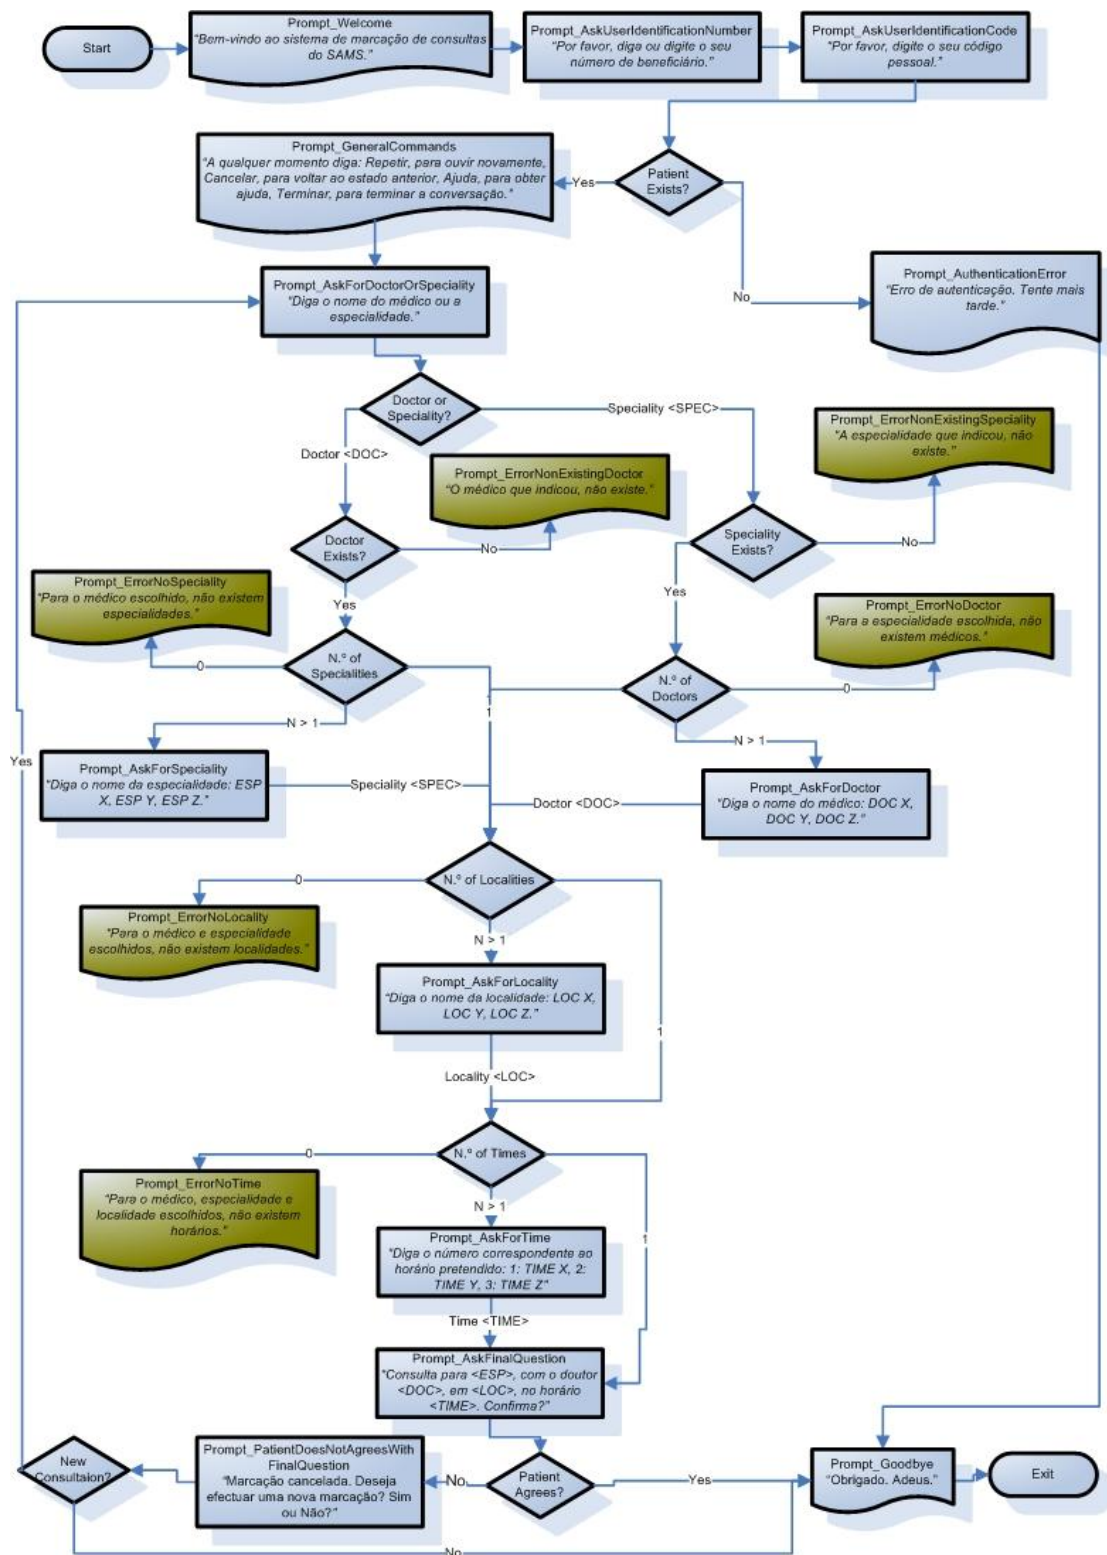 Start
Prompt_Welcome
"Bem-vindo ao sistema de marcação de consultas
do SAMS."
Prompt_AskUserIdentificationNumber
"Por favor, diga ou digite o seu
número de beneficiário."
Prompt_AskUserIdentificationCode
"Por favor, digite o seu código
pessoal."
Prompt_GeneralCommands
"A qualquer momento diga: Repetir, para ouvir novamente,
Cancelar, para voltar ao estado anterior, Ajuda, para obter
ajuda, Terminar, para terminar a conversação."
Yes
Patient
Exists?
No
Prompt_AuthenticationError
"Erro de autenticação. Tente mais
tarde."
Prompt_AskForDoctorOrSpeciality
"Diga o nome do médico ou a
especialidade."
Doctor or
Speciality?
Speciality <SPEC>
Doctor <DOC>
Prompt_ErrorNonExistingSpeciality
"A especialidade que indicou, não
existe."
Prompt_ErrorNonExistingDoctor
"O médico que indicou, não existe."
Doctor
Exists?
No
Speciality
Exists?
No
Yes
Yes
Prompt_ErrorNoSpeciality
"Para o médico escolhido, não existem
especialidades."
Prompt_ErrorNoDoctor
"Para a especialidade escolhida, não
existem médicos."
0
N.º of
Specialities
1
N.º of
Doctors
0
N > 1
N > 1
Yes
Prompt_AskForSpeciality
"Diga o nome da especialidade: ESP
X, ESP Y, ESP Z."
Speciality <SPEC>
Doctor <DOC>
Prompt_AskForDoctor
"Diga o nome do médico: DOC X,
DOC Y, DOC Z."
0
N.º of Localities
Prompt_ErrorNoLocality
"Para o médico e especialidade
escolhidos, não existem localidades."
N > 1
Prompt_AskForLocality
"Diga o nome da localidade: LOC X,
LOC Y, LOC Z."
1
Locality <LOC>
0
N.º of Times
Prompt_ErrorNoTime
"Para o médico, especialidade e
localidade escolhidos, não existem
horários."
N > 1
Prompt_AskForTime
"Diga o número correspondente ao
horário pretendido: 1: TIME X, 2:
TIME Y, 3: TIME Z"
1
Time <TIME>
Prompt_AskFinalQuestion
"Consulta para <ESP>, com o doutor
<DOC>, em <LOC>, no horário
<TIME>. Confirma?"
New
Consultaion?
Prompt_PatientDoesNotAgreesWith
FinalQuestion
"Marcação cancelada. Deseja
efectuar uma nova marcação? Sim
ou Não?"
No
Patient
Agrees?
Yes
Prompt_Goodbye
"Obrigado. Adeus."
Exit
No